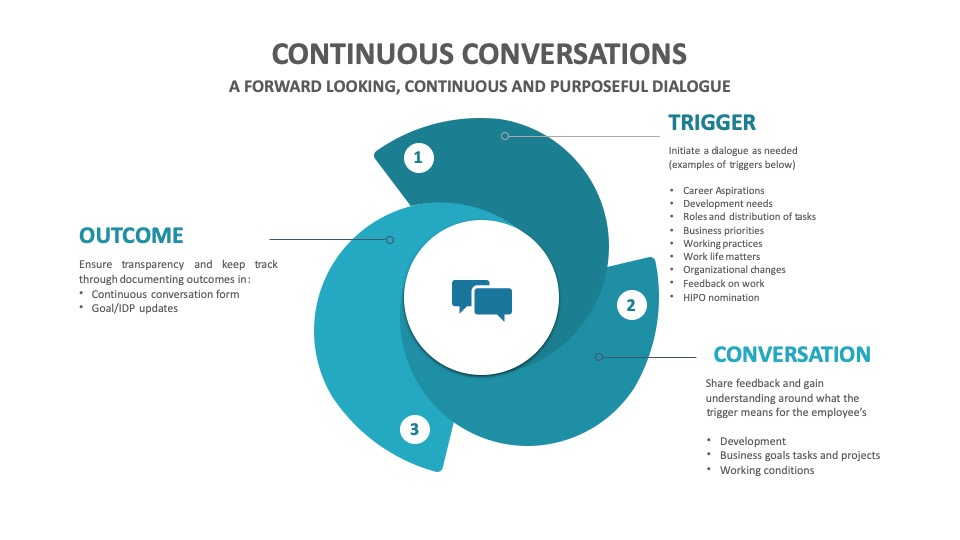 CONTINUOUS CONVERSATIONS
A FORWARD LOOKING, CONTINUOUS AND PURPOSEFUL DIALOGUE
1
TRIGGER
Initiate a dialogue as needed
(examples of triggers below)
• Career Aspirations
• Development needs
• Roles and distribution of tasks
• Business priorities
• Working practices
• Work life matters
• Organizational changes
• Feedback on work
• HIPO nomination
2
CONVERSATION
Share feedback and gain
understanding around what the
trigger means for the employee's
• Development
• Business goals tasks and projects
• Working conditions
3
OUTCOME
Ensure transparency and keep track
through documenting outcomes in:
• Continuous conversation form
• Goal/IDP updates